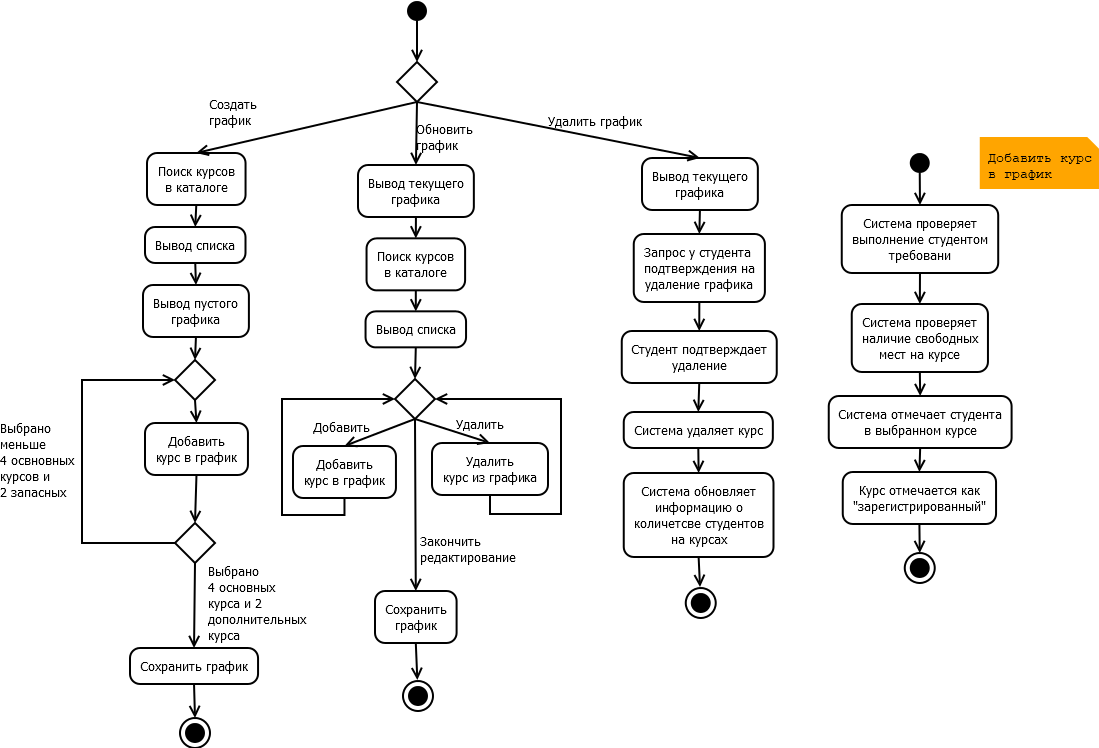 Создать
график
Поиск курсов
в каталоге
Вывод списка
Вывод пустого
графика
Выбрано
меньше
4 освновных
курсов и
2 запасных
Добавить
курс в график
Выбрано
4 основных
курса и 2
дополнительных
курса
Сохранить график
Обновить
график
Вывод текущего
графика
Поиск курсов
в каталоге
Вывод списка
Добавить
Удалить
Добавить
курс в график
Удалить
курс из графика
Закончить
редактирование
Сохранить
график
Удалить график
Вывод текущего
графика
Запрос у студента
подтверждения на
удаление графика
Студент подтверждает
удаление
Система удаляет курс
Система обновляет
информацию о
количетсве студентов
на курсах
Добавить курс
в график
Система проверяет
выполнение студентом
требовани
Система проверяет
наличие свободных
мест на курсе
Система отмечает студента
в выбранном курсе
Курс отмечается как
"зарегистрированный"